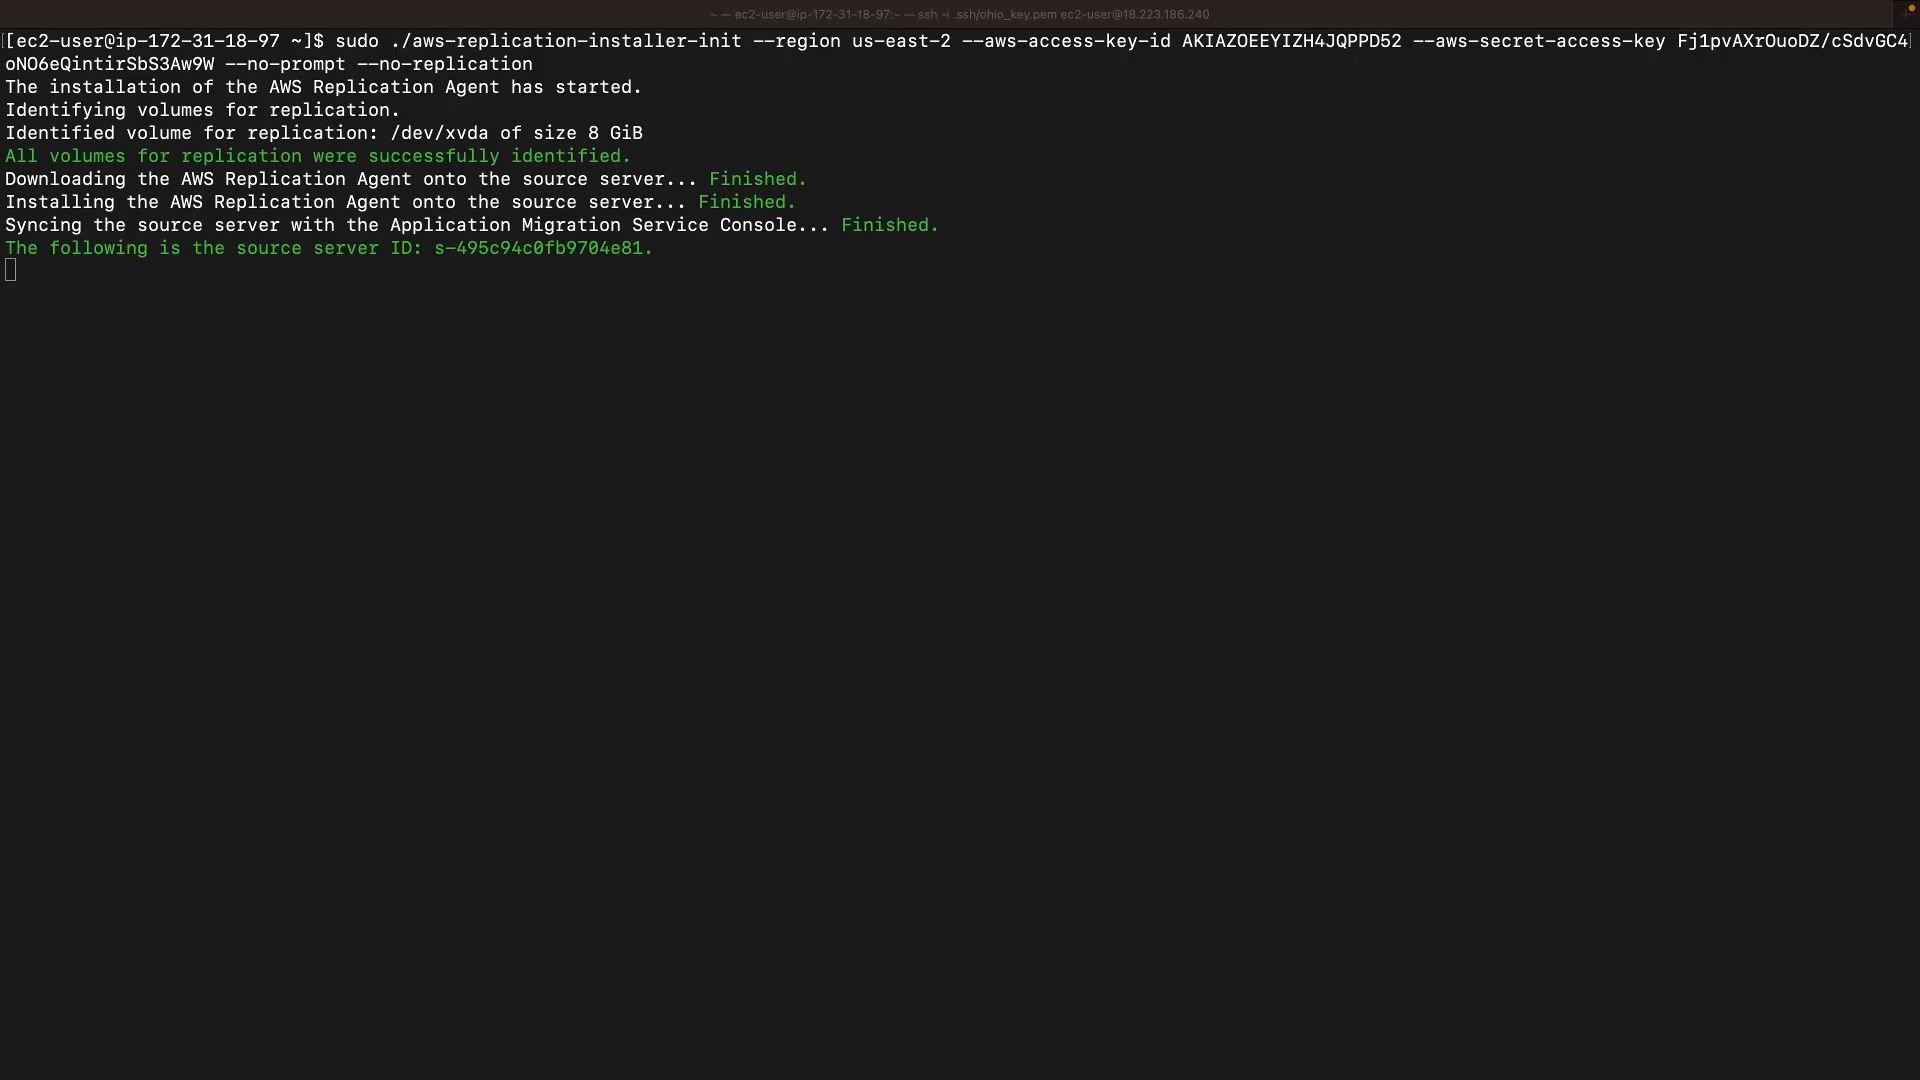 ~ — ec2-user@ip-172-31-18-97:~ — ssh -i .ssh/ohio_key.pem ec2-user@18.223.186.240
[[ec2-user@ip-172-31-18-97 ~]$ sudo ./aws-replication-installer-init --region us-east-2 --aws-access-key-id AKIAZOEEYIZH4JQPPD52 --aws-secret-access-key Fj1pvAXrOuoDZ/cSdvGC4]
oNO6eQintirSbS3Aw9W --no-prompt --no-replication
The installation of the AWS Replication Agent has started.
Identifying volumes for replication.
Identified volume for replication: /dev/xvda of size 8 GiB
All volumes for replication were successfully identified.
Downloading the AWS Replication Agent onto the source server... Finished.
Installing the AWS Replication Agent onto the source server... Finished.
Syncing the source server with the Application Migration Service Console... Finished.
The following is the source server ID: s-495c94c0fb9704e81.